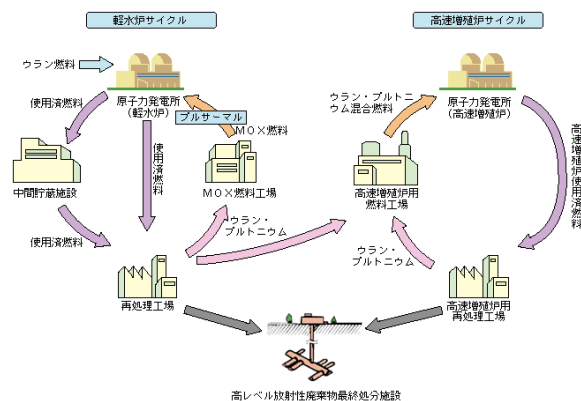 軽水炉サイクル
高速増殖炉サイクル
ウラン燃料
原子力発電所
(軽水炉)
使用済燃料
プルサーマル
MOX燃料
使用済燃料
中間貯蔵施設
MOX燃料工場
使用済燃料
ウラン・
プルトニウム
再処理工場
ウラン・プルトニ
ウム混合燃料
原子力発電所
(高速増殖炉)
高速増殖炉用
燃料工場
高速増殖炉
使用済燃料
ウラン・
プルトニウム
高速増殖炉用
再処理工場
高レベル放射性廃棄物最終処分施設